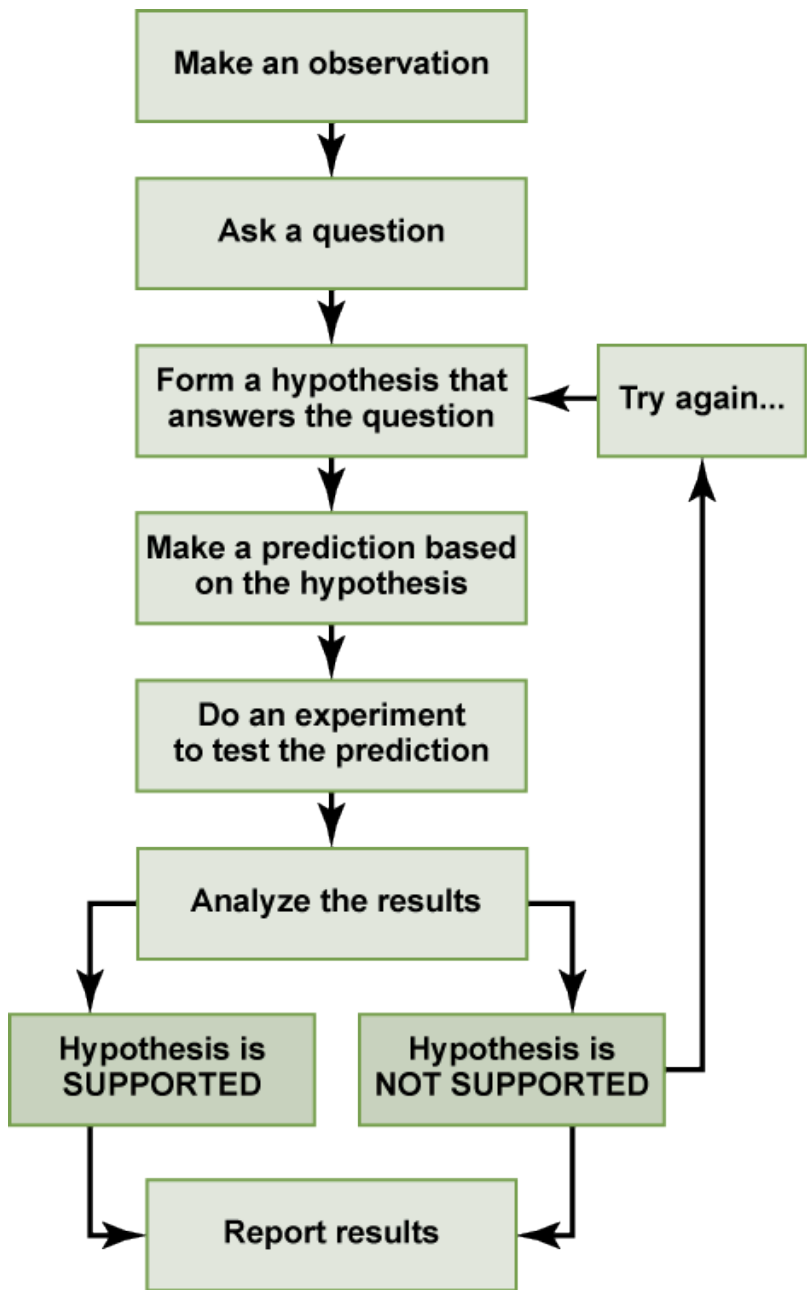 Make an observation
Ask a question
Form a hypothesis that
answers the question
Try again...
Make a prediction based
on the hypothesis
Do an experiment
to test the prediction
Analyze the results
Hypothesis is
SUPPORTED
Hypothesis is
NOT SUPPORTED
Report results